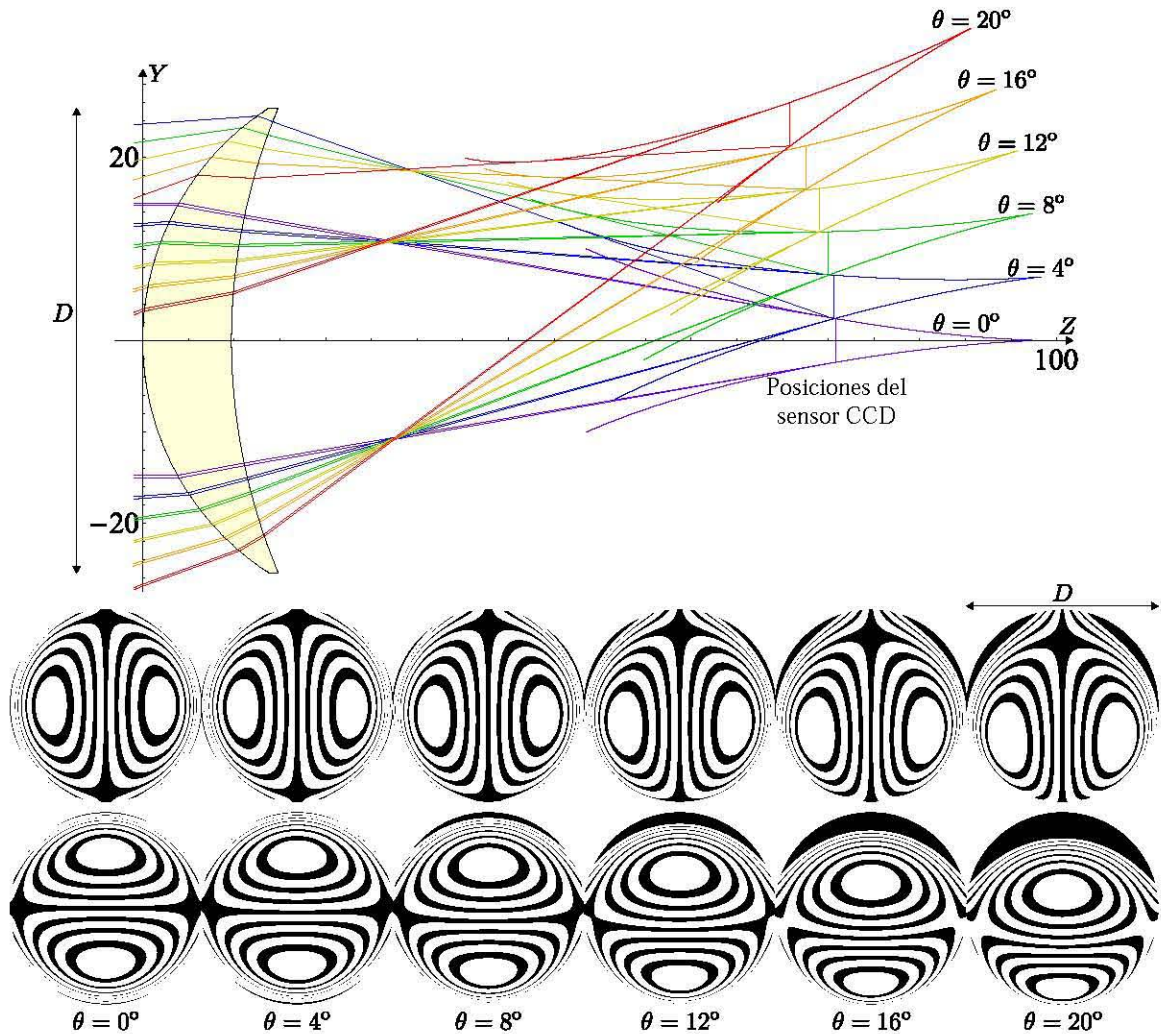 θ = 20°
Y
θ = 16°
20
θ = 12°
θ = 8°
θ = 4°
D
θ = 0°
Z
100
Posiciones del
sensor CCD
−20
D
θ = 0°
θ = 4°
θ = 8°
θ = 12°
θ = 16°
θ = 20°